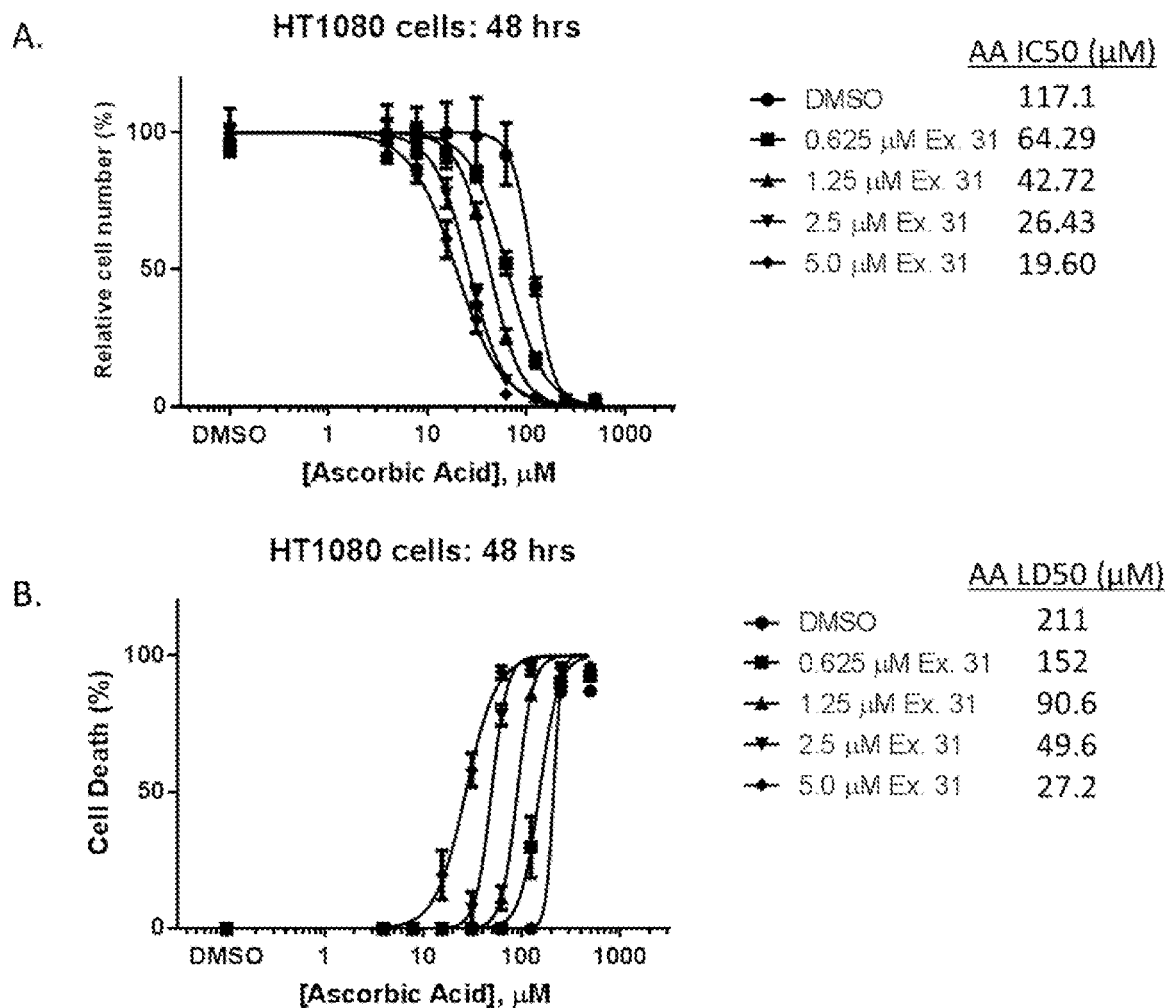 A.
HT1080 cells: 48 hrs
Relative cell number (%)
100
50
0
DMSO 1 10 100 1000
[Ascorbic Acid], μM
AA IC50 (μM)
DMSO 117.1
0.625 μM Ex. 31 64.29
1.25 μM Ex. 31 42.72
2.5 μM Ex. 31 26.43
5.0 μM Ex. 31 19.60
B.
HT1080 cells: 48 hrs
Cell Death (%)
100
50
0
DMSO 1 10 100 1000
[Ascorbic Acid], μM
AA LD50 (μM)
DMSO 211
0.625 μM Ex. 31 152
1.25 μM Ex. 31 90.6
2.5 μM Ex. 31 49.6
5.0 μM Ex. 31 27.2